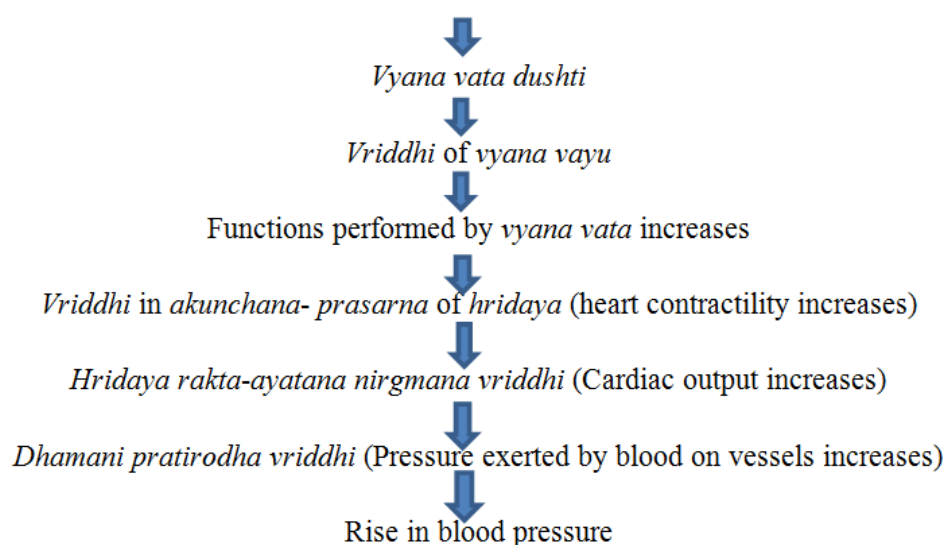 Vyana vata dushti
Vriddhi of vyana vayu
Functions performed by vyana vata increases
Vriddhi in akunchana- prasarna of hridaya (heart contractility increases)
Hridaya rakta-ayatana nirgmana vriddhi (Cardiac output increases)
Dhamani pratirodha vriddhi (Pressure exerted by blood on vessels increases)
Rise in blood pressure